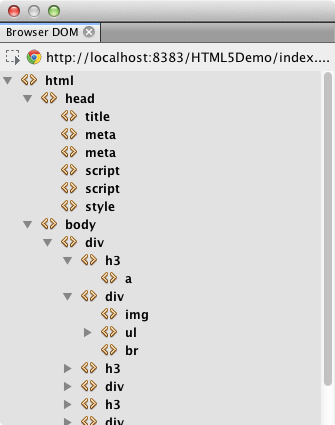 Browser DOM
http://localhost:8383/HTML5Demo/index....
html
head
title
meta
meta
script
script
style
body
div
h3
a
div
img
ul
br
h3
div
h3
div